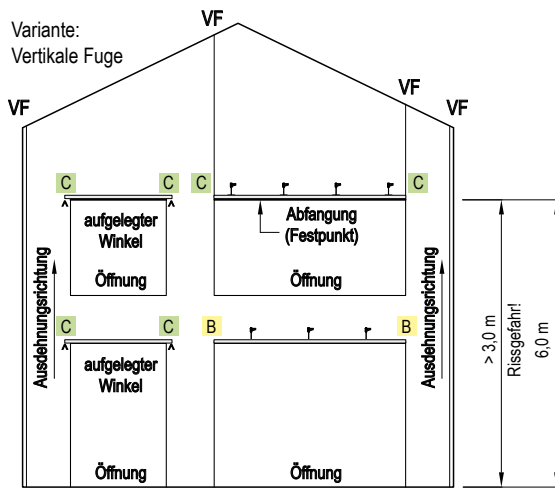 Variante:
Vertikale Fuge
VF
VF
VF
VF
C
C
C
C
aufgelegter
Winkel
Abfangung
(Festpunkt)
Öffnung
Öffnung
Ausdehnungsrichtung
Ausdehnungsrichtung
> 3,0 m
Rissgefahr!
6,0 m
C
C
B
B
aufgelegter
Winkel
Öffnung
Öffnung